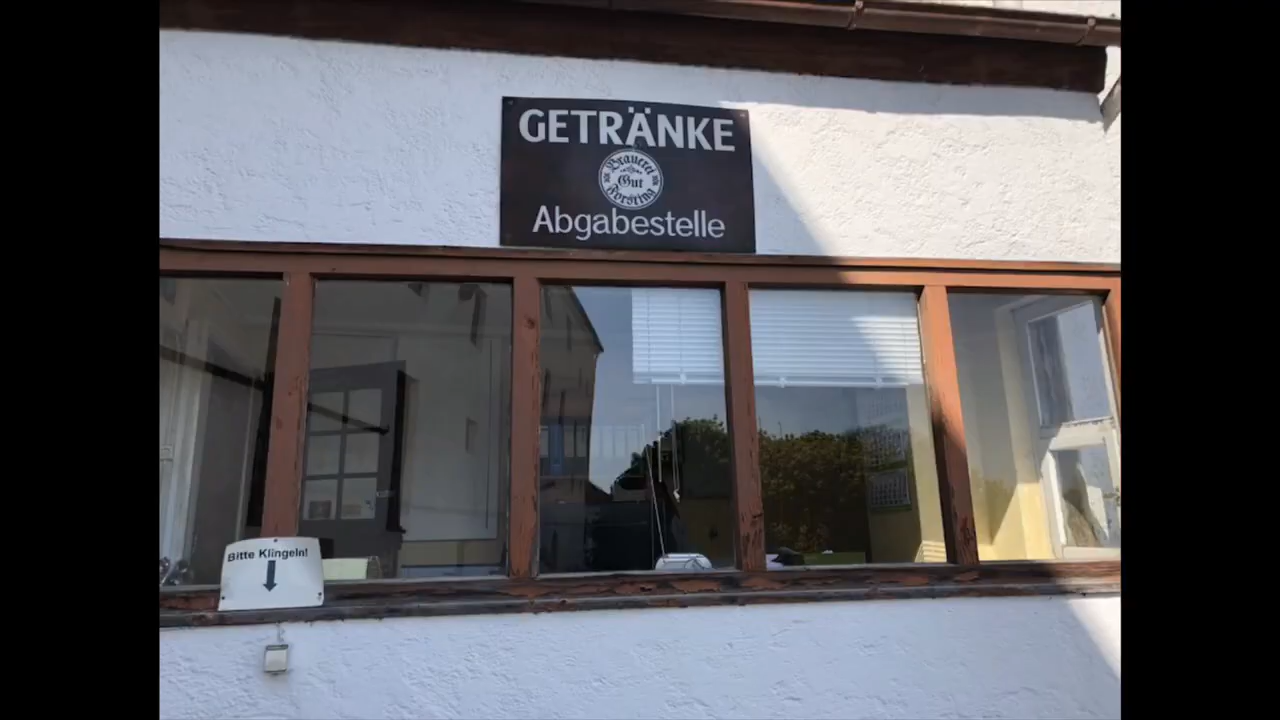 GETRÄNKE
Brauerei
Gut
Forsting
Abgabestelle
Bitte Klingeln!